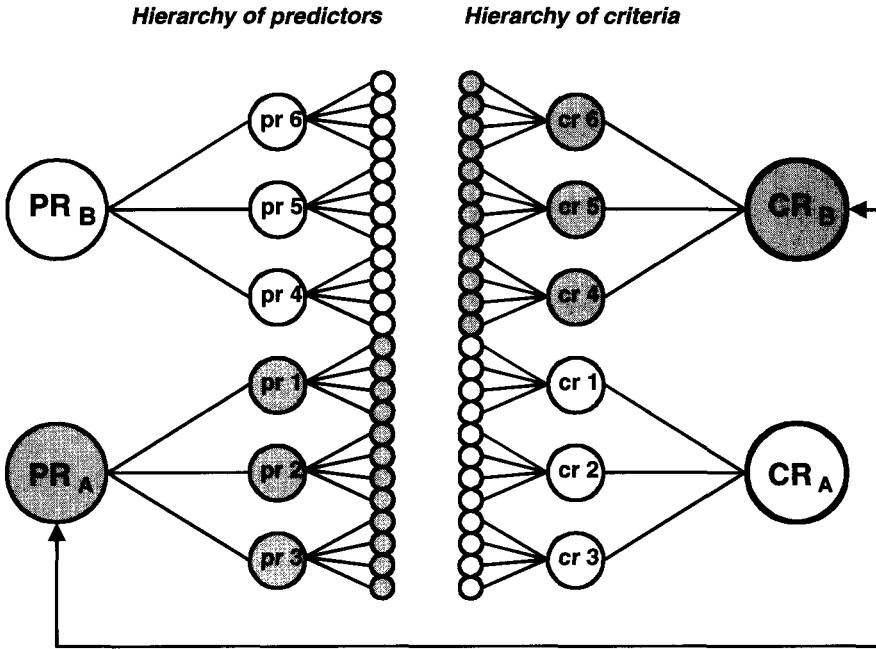 Hierarchy of predictors
Hierarchy of criteria
pr 6
cr 6
PR B
pr 5
cr 5
CR B
pr 4
cr 4
pr 1
cr 1
PR A
pr 2
cr 2
CR A
pr 3
cr 3